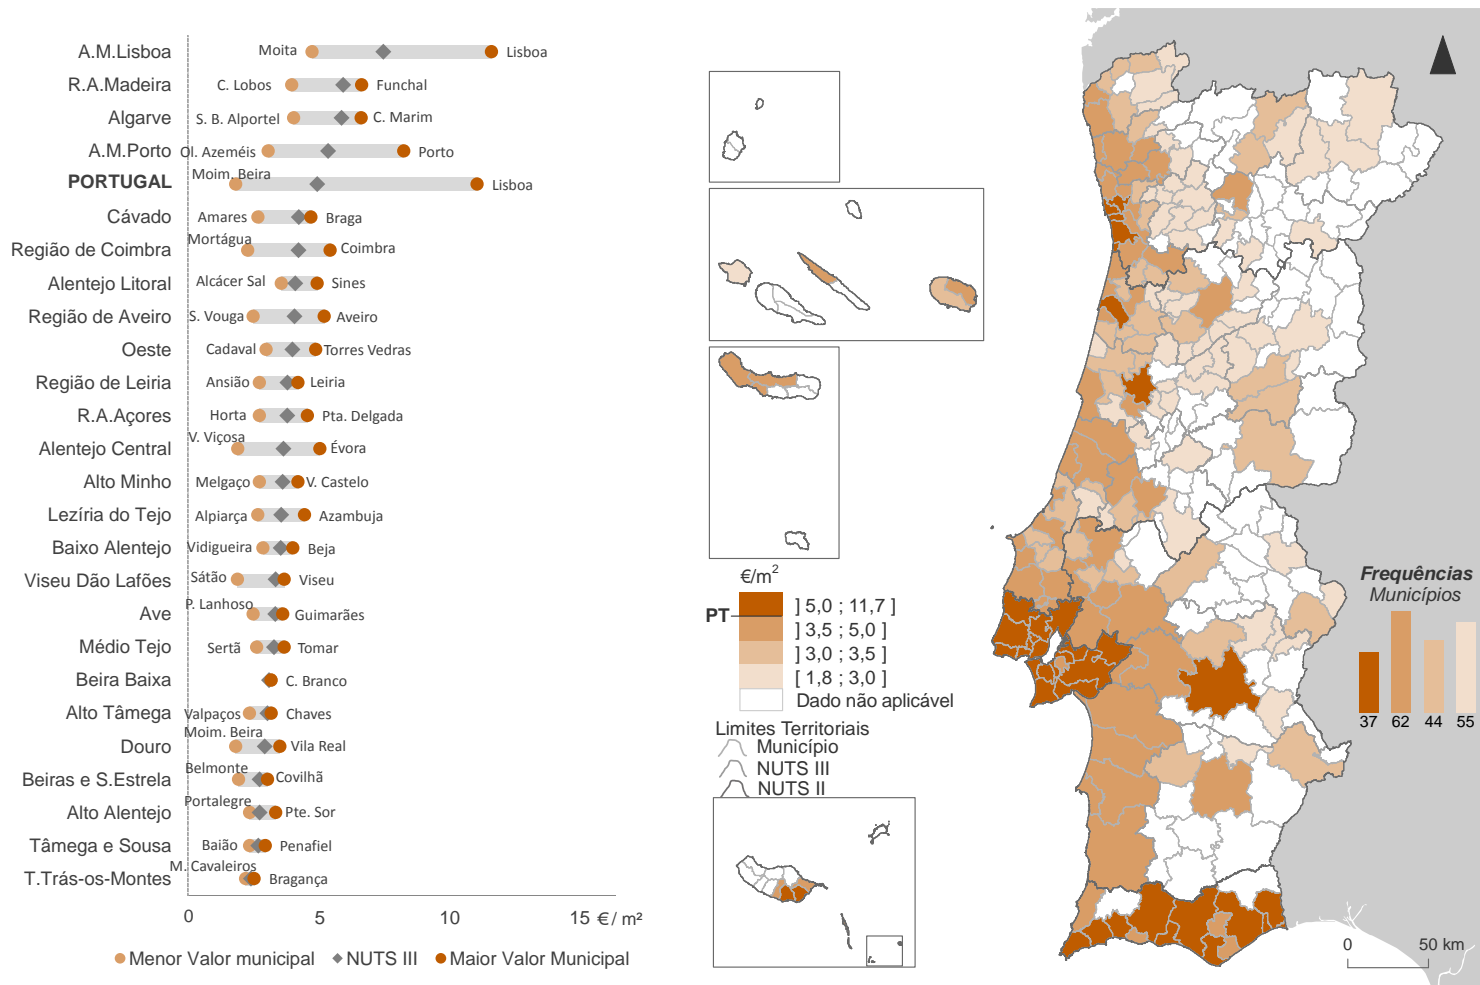 A.M.Lisboa Moita Lisboa
R.A.Madeira C. Lobos Funchal
Algarve S. B. Alportel C. Marim
A.M.Porto Ol. Azeméis Porto
PORTUGAL Moim. Beira Lisboa
Cávado Amares Braga
Região de Coimbra Mortágua Coimbra
Alentejo Litoral Alcácer Sal Sines
Região de Aveiro S. Vouga Aveiro
Oeste Cadaval Torres Vedras
Região de Leiria Ansião Leiria
R.A.Açores Horta Pta. Delgada
Alentejo Central V. Viçosa Évora
Alto Minho Melgaço V. Castelo
Lezíria do Tejo Alpiarça Azambuja
Baixo Alentejo Vidigueira Beja
Viseu Dão Lafões Sátão Viseu
Ave P. Lanhoso Guimarães
Médio Tejo Sertã Tomar
Beira Baixa C. Branco
Alto Tâmega Valpaços Chaves
Douro Moim. Beira Vila Real
Beiras e S.Estrela Belmonte Covilhã
Alto Alentejo Portalegre Pte. Sor
Tâmega e Sousa Baião Penafiel
T.Trás-os-Montes M. Cavaleiros Bragança
0 5 10 15 €/ m²
Menor Valor municipal NUTS III Maior Valor Municipal
€/m²
PT
] 5,0 ; 11,7 ]
] 3,5 ; 5,0 ]
] 3,0 ; 3,5 ]
[ 1,8 ; 3,0 ]
Dado não aplicável
Limites Territoriais
Município
NUTS III
NUTS II
Frequências
Municípios
37 62 44 55
0 50 km